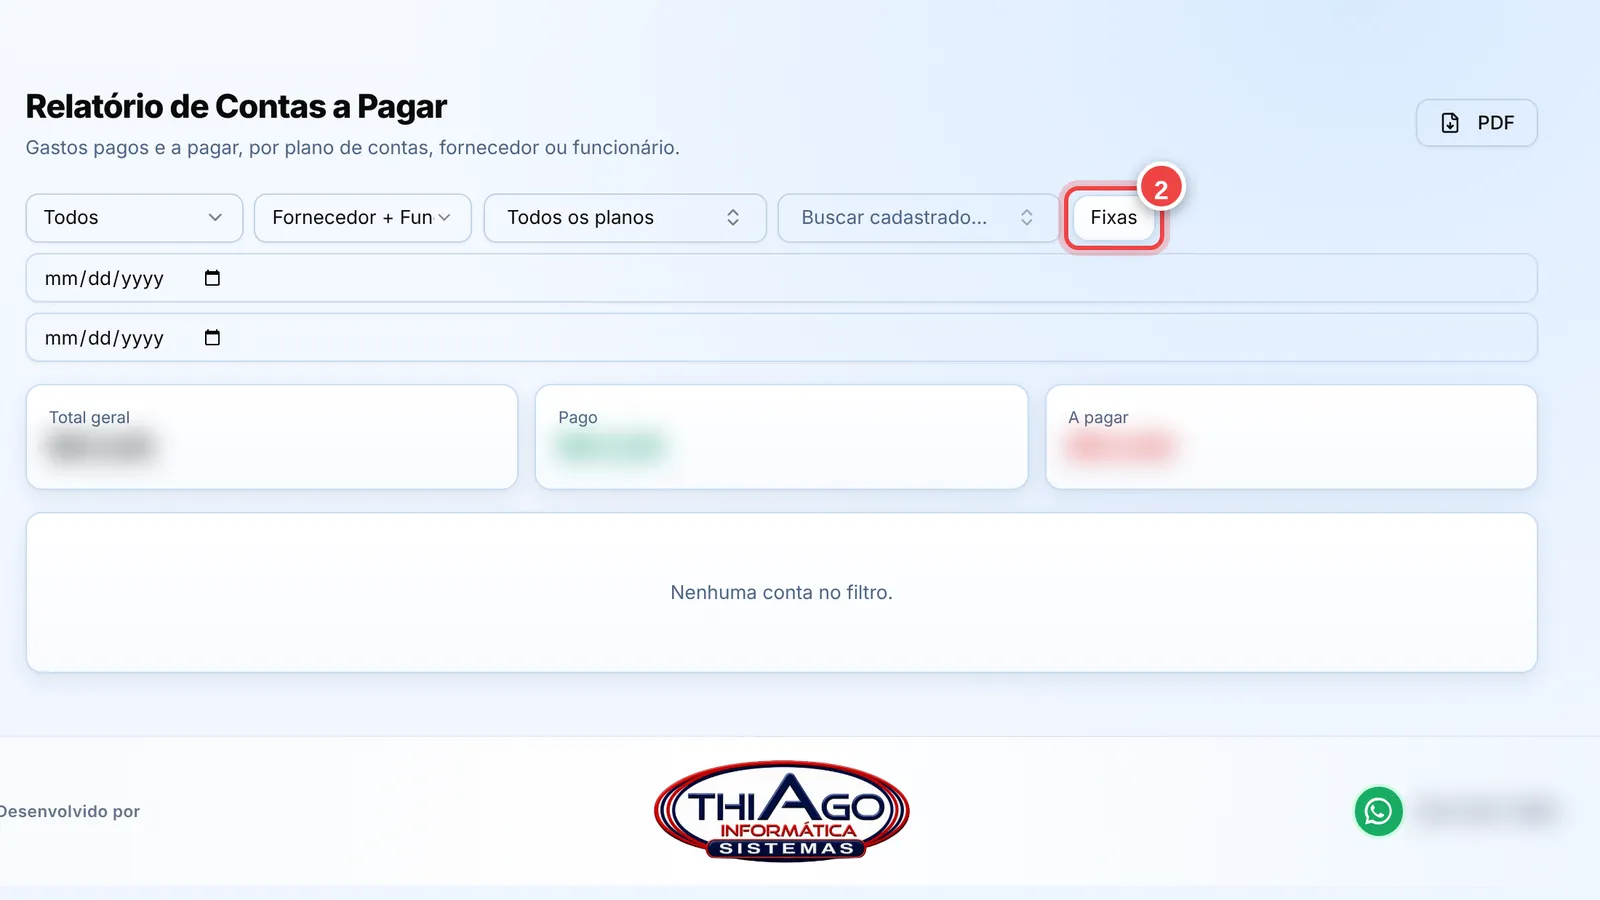 Relatório de Contas a Pagar
Gastos pagos e a pagar, por plano de contas, fornecedor ou funcionário.
PDF
Todos
Fornecedor + Fun
Todos os planos
Buscar cadastrado...
Fixas
2
mm/dd/yyyy
mm/dd/yyyy
Total geral
Pago
A pagar
Nenhuma conta no filtro.
Desenvolvido por
THIAGO
INFORMÁTICA
SISTEMAS